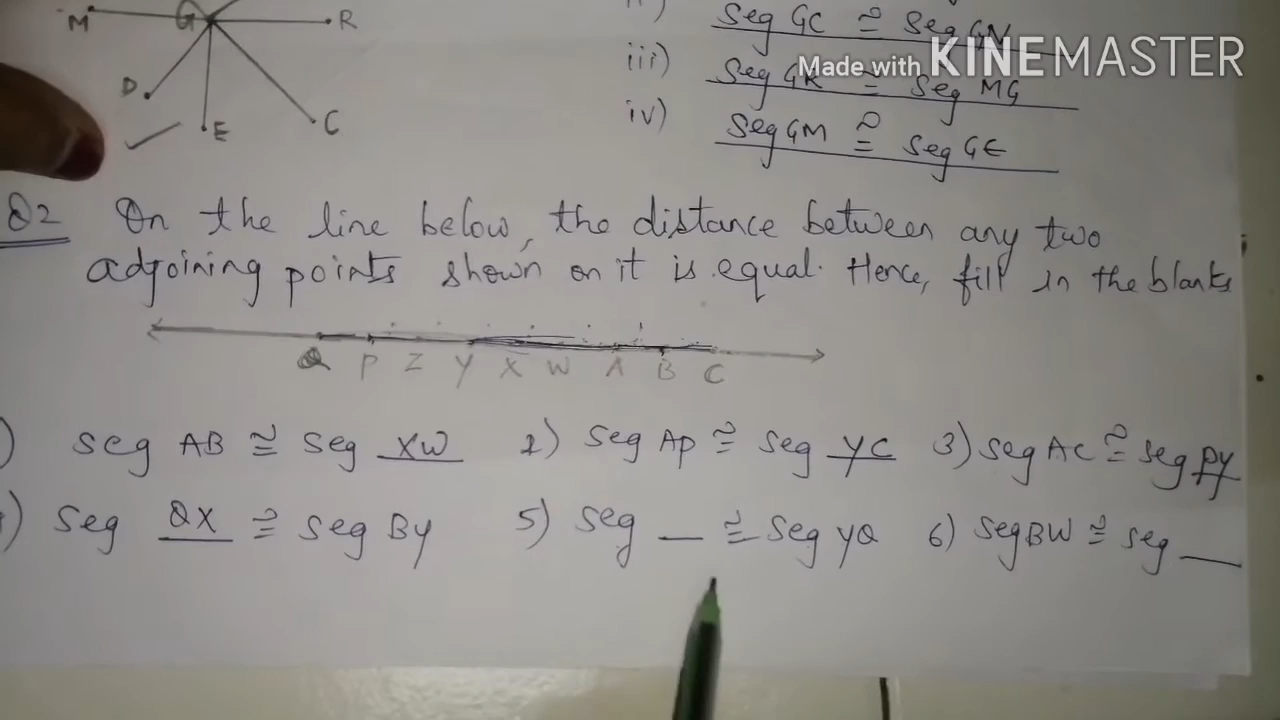 M G R
D E C
ii) Seg GC ≅ Seg GN
iii) Seg GR ≅ Seg MG
iv) Seg GM ≅ Seg GE
Made with KINEMASTER
Q2 On the line below, the distance between any two
adjoining points shown on it is equal. Hence, fill in the blanks
Q P Z Y X W A B C
) seg AB ≅ seg XW 2) seg AP ≅ seg YC 3) seg AC ≅ seg PY
) seg QX ≅ seg BY 5) seg __ ≅ seg YQ 6) seg BW ≅ seg __